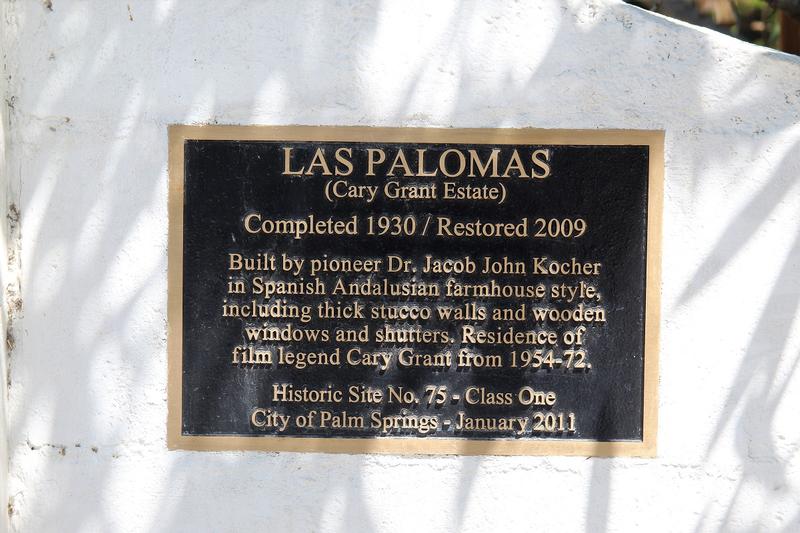 LAS PALOMAS
(Cary Grant Estate)
Completed 1930 / Restored 2009
Built by pioneer Dr. Jacob John Kocher
in Spanish Andalusian farmhouse style,
including thick stucco walls and wooden
windows and shutters. Residence of
film legend Cary Grant from 1954-72.
Historic Site No. 75 - Class One
City of Palm Springs - January 2011